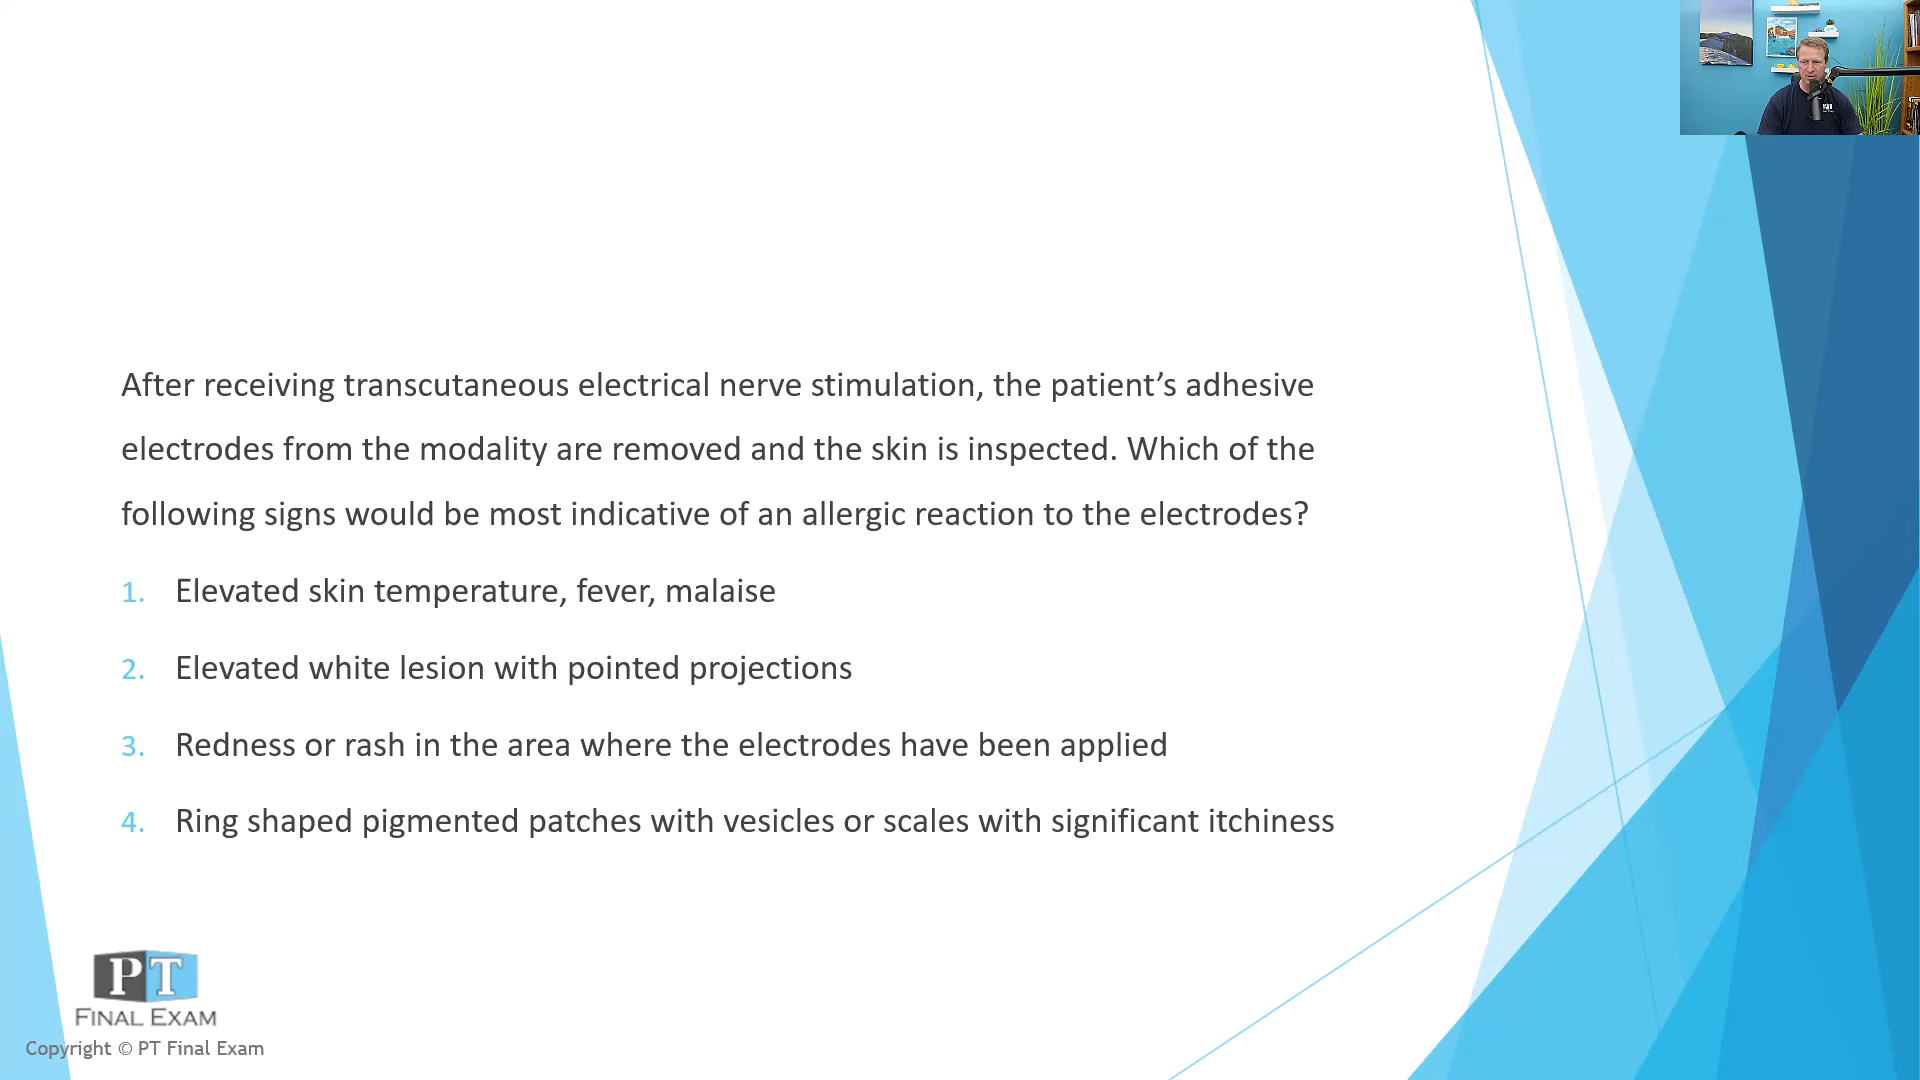 After receiving transcutaneous electrical nerve stimulation, the patient’s adhesive
electrodes from the modality are removed and the skin is inspected. Which of the
following signs would be most indicative of an allergic reaction to the electrodes?
1. Elevated skin temperature, fever, malaise
2. Elevated white lesion with pointed projections
3. Redness or rash in the area where the electrodes have been applied
4. Ring shaped pigmented patches with vesicles or scales with significant itchiness
PT
FINAL EXAM
Copyright © PT Final Exam